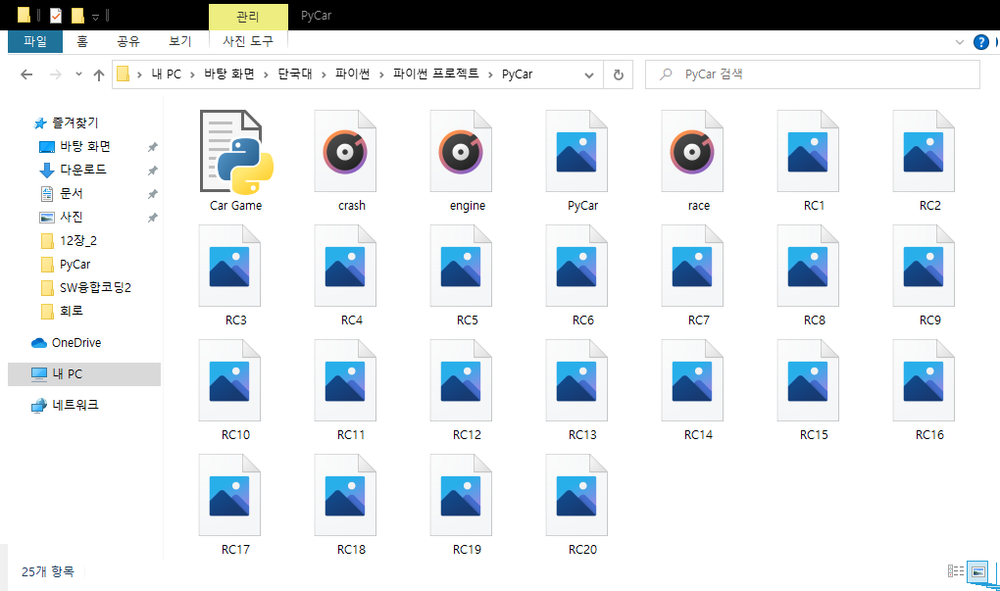 관리 PyCar
파일 홈 공유 보기 사진 도구
내 PC 바탕 화면 단국대 파이썬 파이썬 프로젝트 PyCar PyCar 검색
즐겨찾기
바탕 화면
다운로드
문서
사진
12장_2
PyCar
SW융합코딩2
회로
OneDrive
내 PC
네트워크
Car Game crash engine PyCar race RC1 RC2
RC3 RC4 RC5 RC6 RC7 RC8 RC9
RC10 RC11 RC12 RC13 RC14 RC15 RC16
RC17 RC18 RC19 RC20
25개 항목